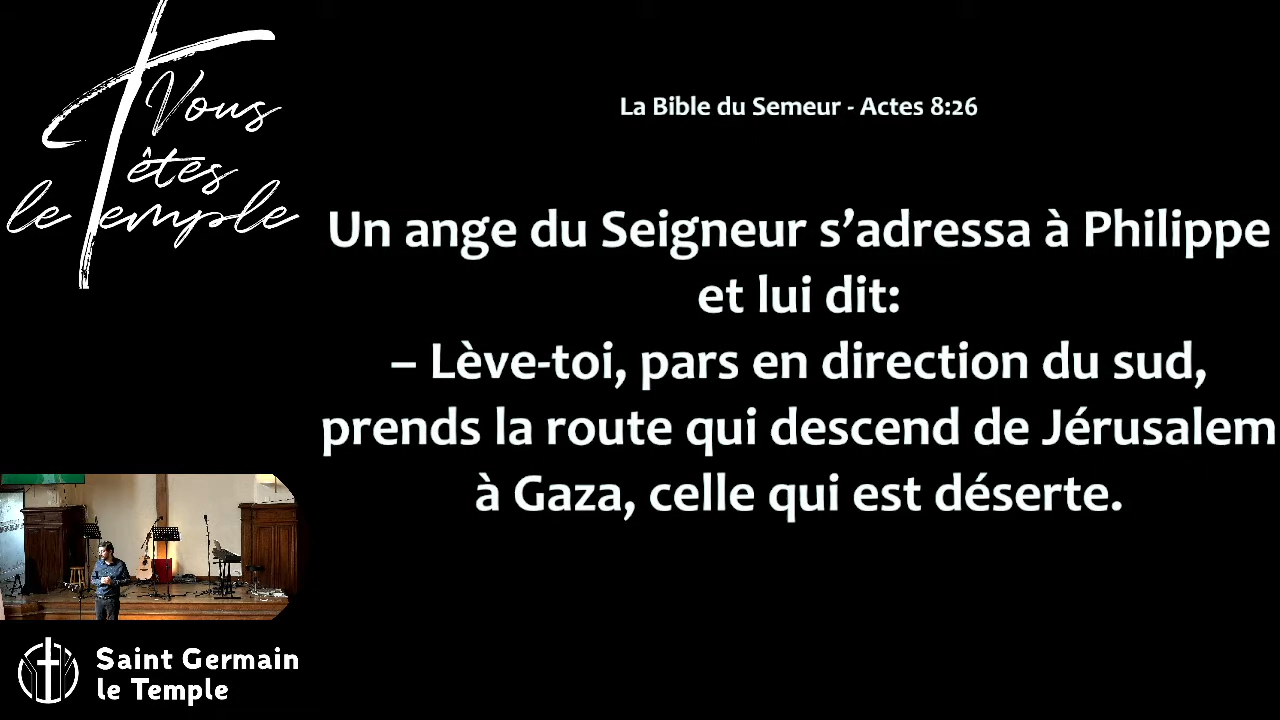 Vous
êtes
le Temple
La Bible du Semeur - Actes 8:26
Un ange du Seigneur s’adressa à Philippe
et lui dit:
– Lève-toi, pars en direction du sud,
prends la route qui descend de Jérusalem
à Gaza, celle qui est déserte.
Saint Germain
le Temple